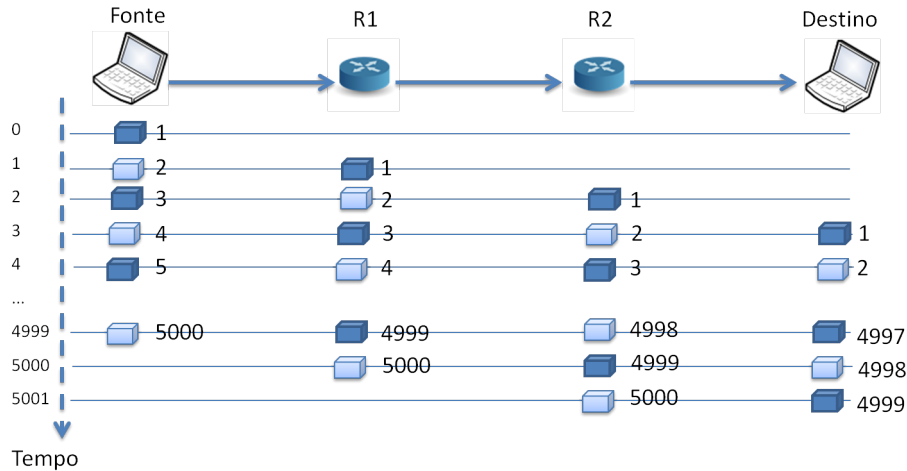 Fonte R1 R2 Destino
0 1
1 2 1
2 3 2 1
3 4 3 2 1
4 5 4 3 2
...
4999 5000 4999 4998 4997
5000 5000 4999 4998
5001 5000 4999
Tempo